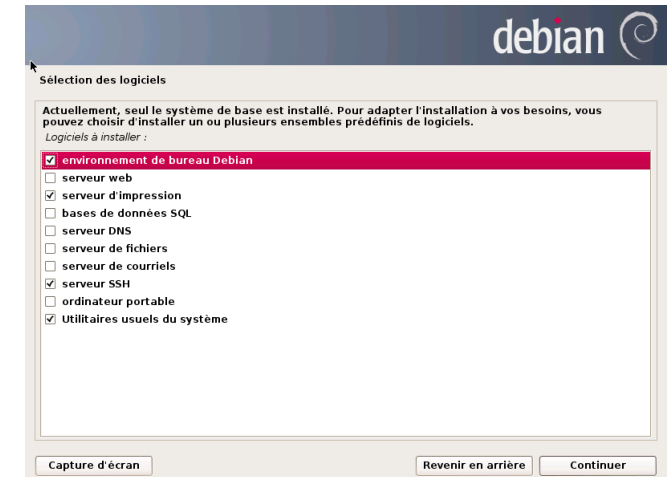 debian
Sélection des logiciels
Actuellement, seul le système de base est installé. Pour adapter l'installation à vos besoins, vous
pouvez choisir d'installer un ou plusieurs ensembles prédéfinis de logiciels.
Logiciels à installer :
environnement de bureau Debian
serveur web
serveur d'impression
bases de données SQL
serveur DNS
serveur de fichiers
serveur de courriels
serveur SSH
ordinateur portable
Utilitaires usuels du système
Capture d'écran
Revenir en arrière
Continuer